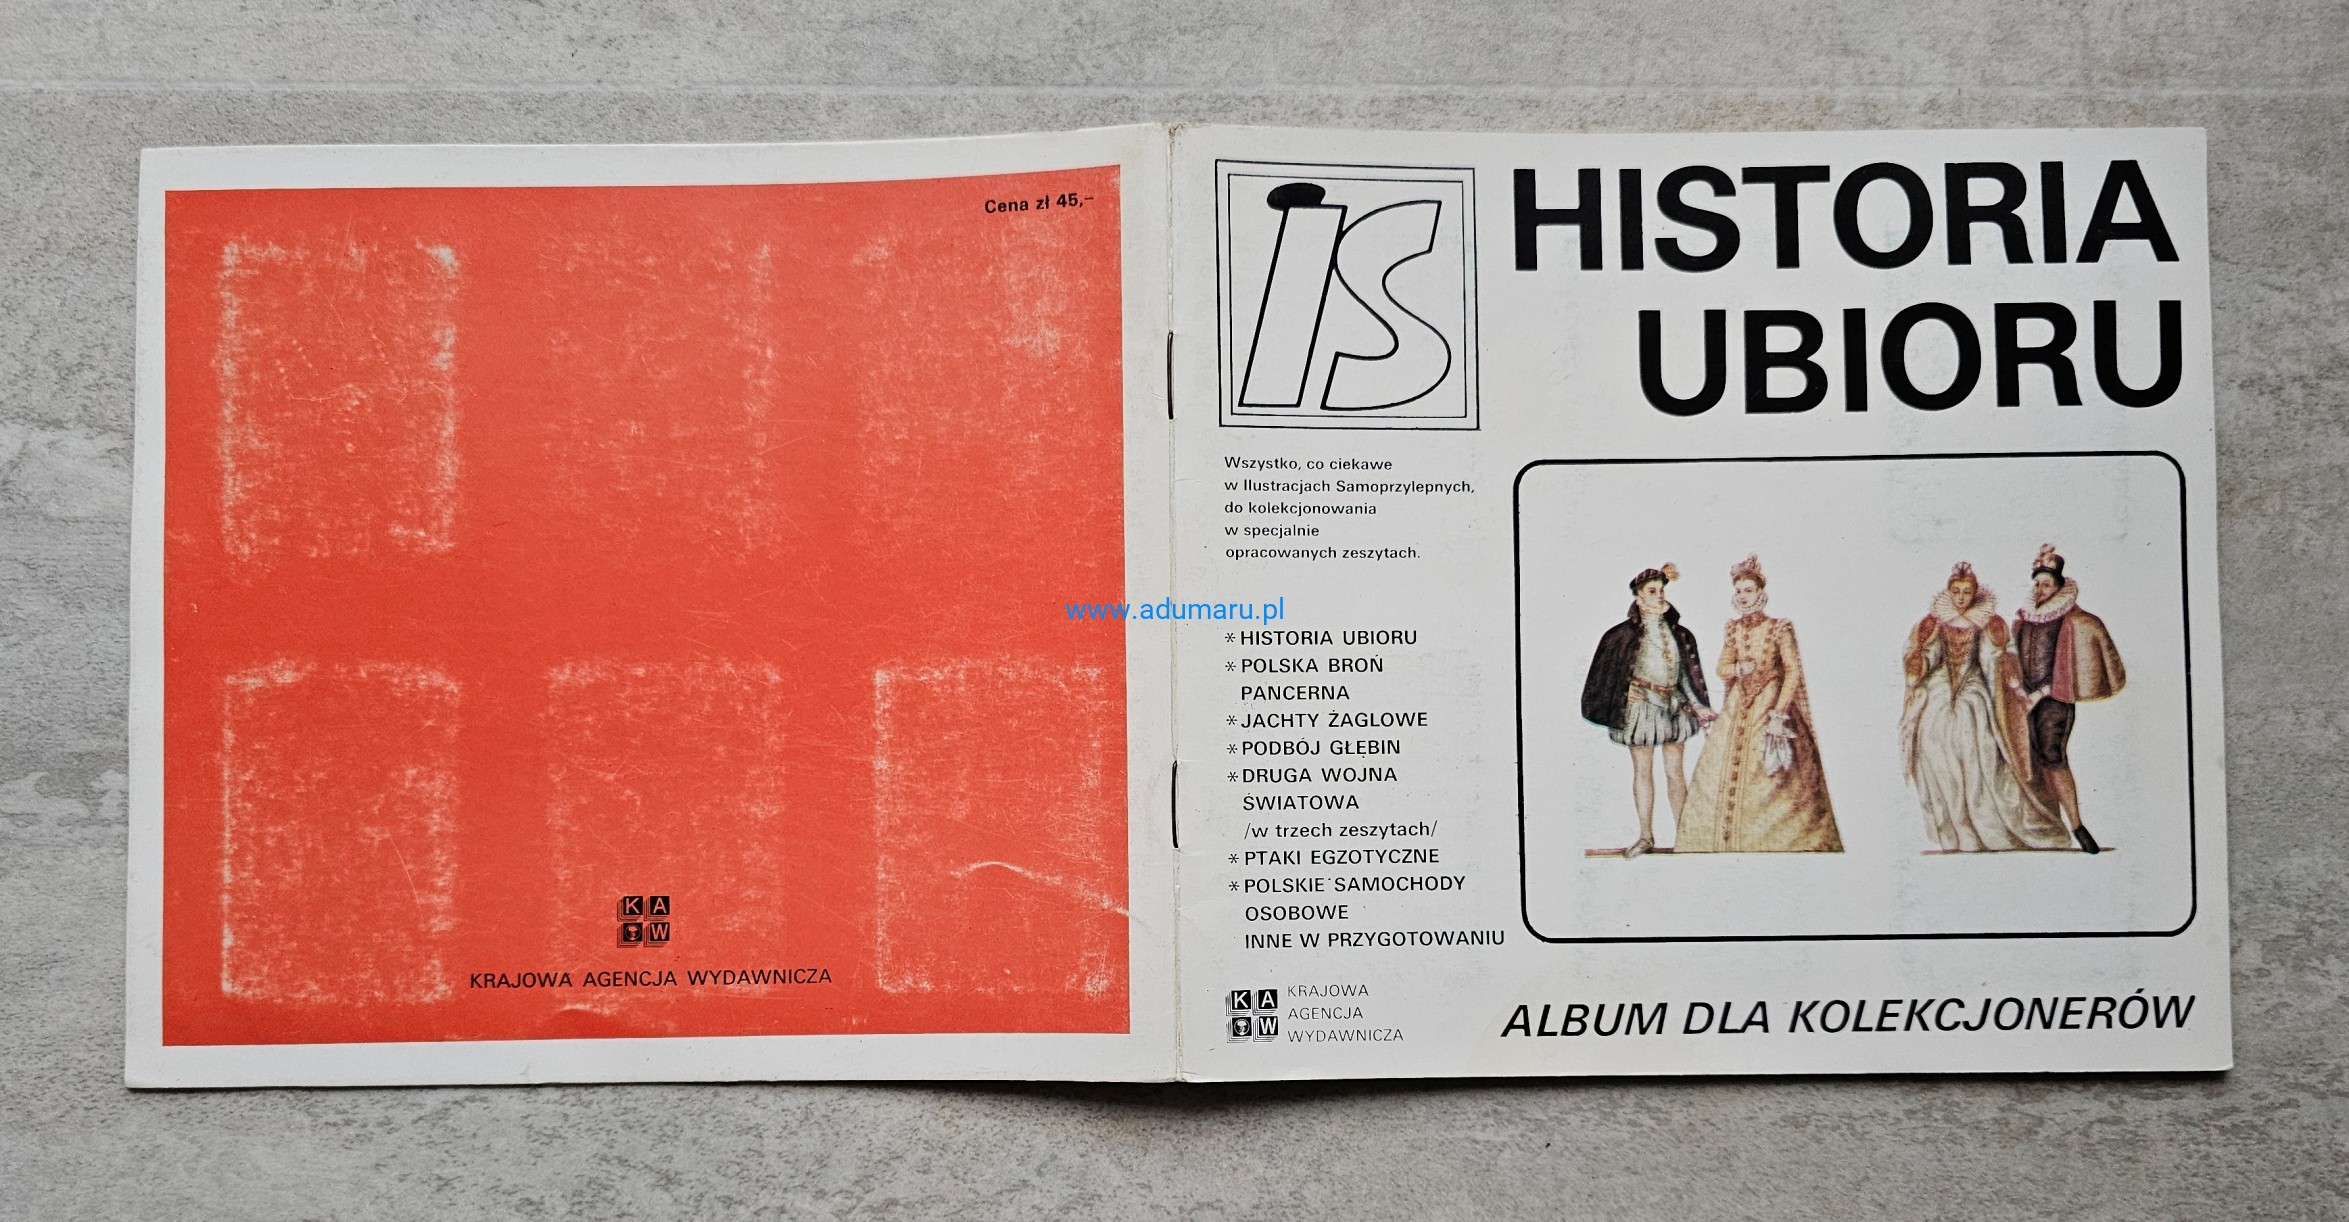 Cena zł 45,–
K A
W
KRAJOWA AGENCJA WYDAWNICZA
iS
HISTORIA
UBIORU
Wszystko, co ciekawe
w Ilustracjach Samoprzylepnych,
do kolekcjonowania
w specjalnie
opracowanych zeszytach.
www.adumaru.pl
* HISTORIA UBIORU
* POLSKA BROŃ
PANCERNA
* JACHTY ŻAGLOWE
* PODBÓJ GŁĘBIN
* DRUGA WOJNA
ŚWIATOWA
/w trzech zeszytach/
* PTAKI EGZOTYCZNE
* POLSKIE SAMOCHODY
OSOBOWE
INNE W PRZYGOTOWANIU
K A
W
KRAJOWA
AGENCJA
WYDAWNICZA
ALBUM DLA KOLEKCJONERÓW